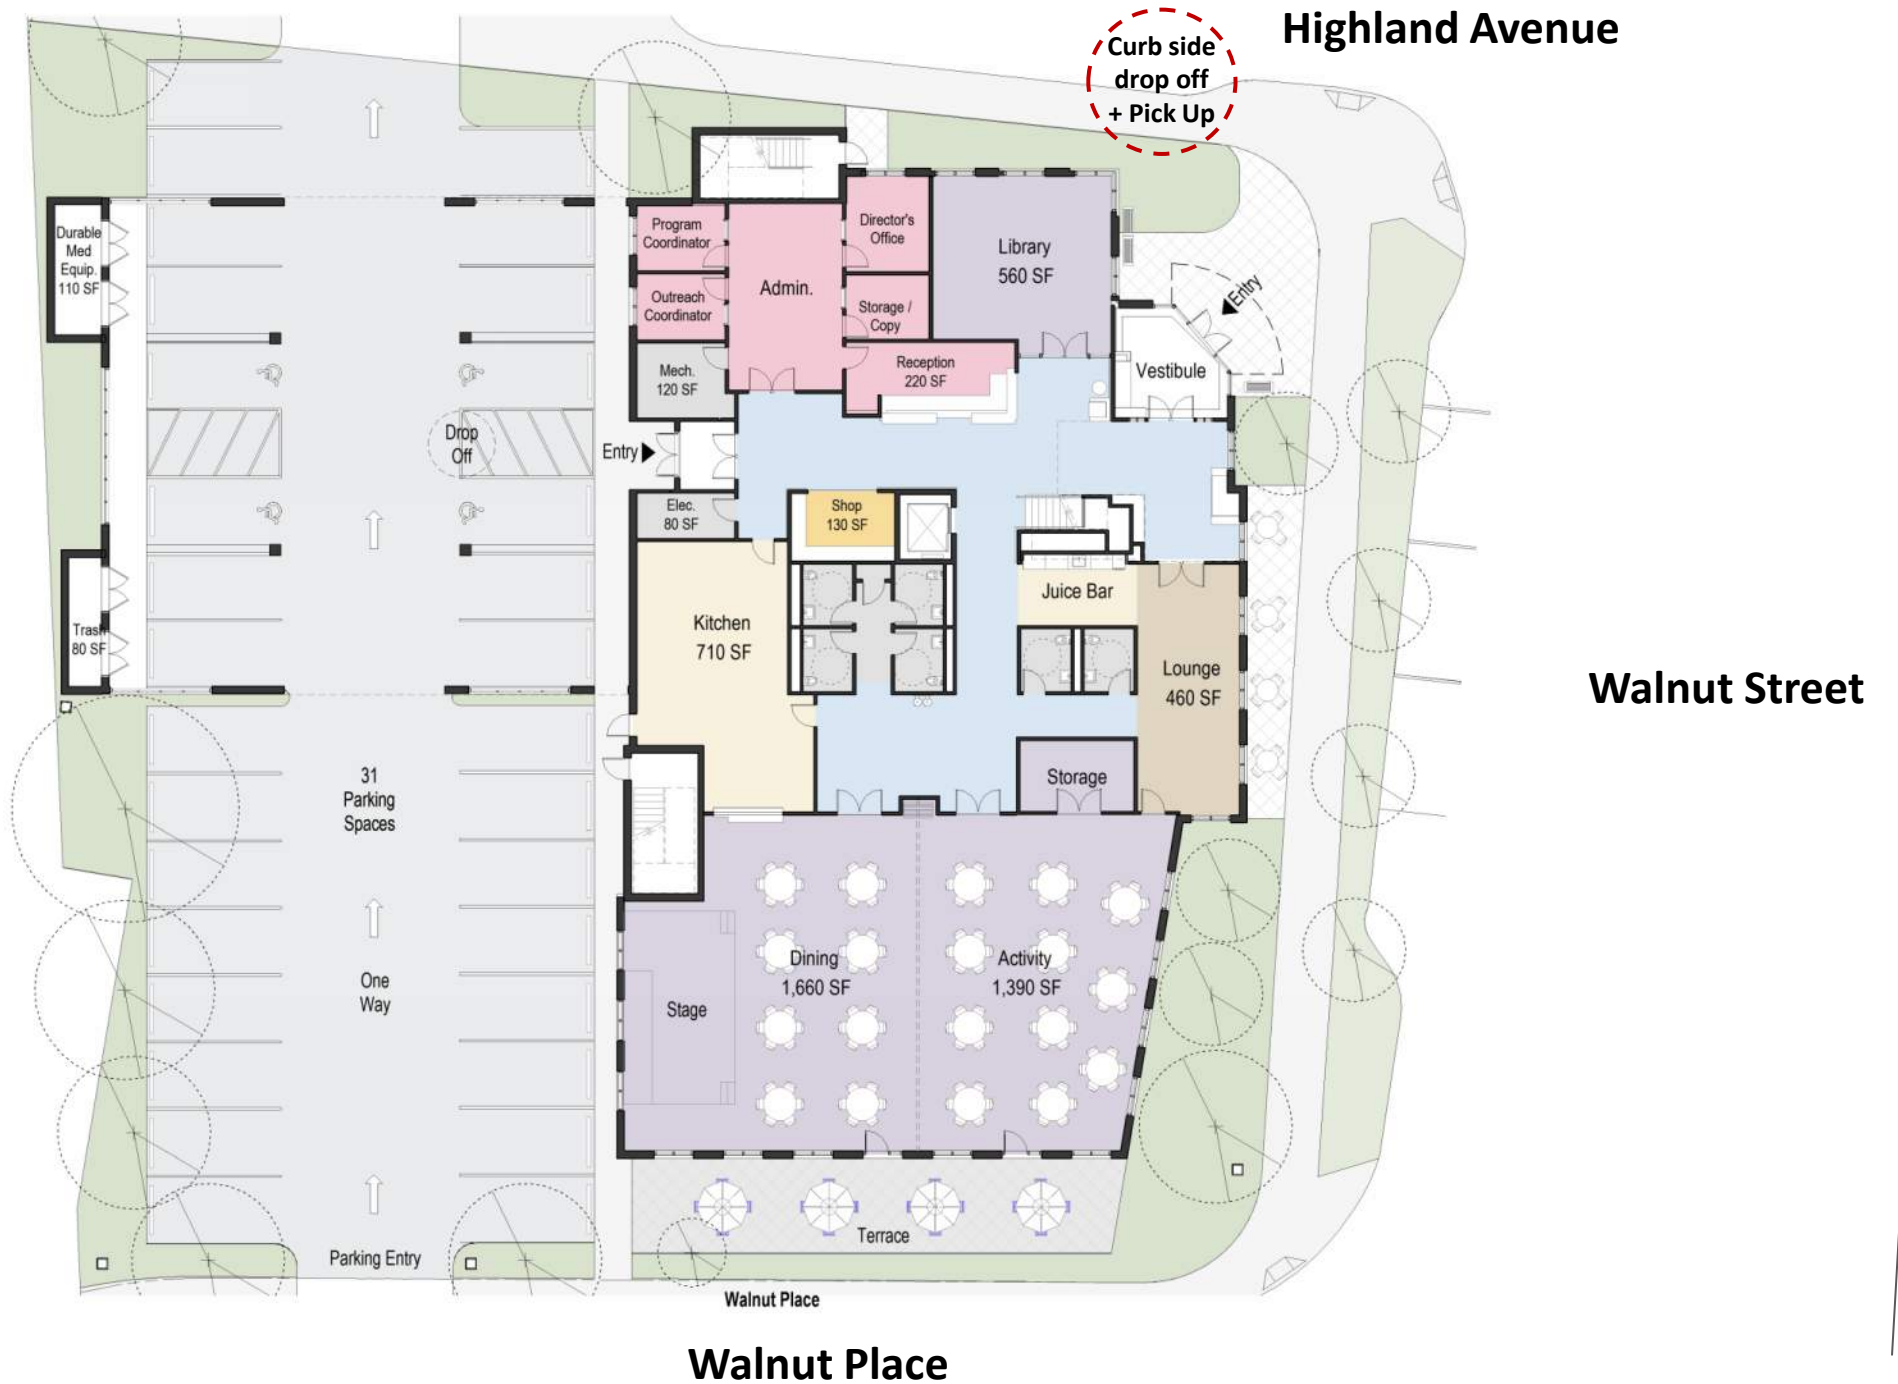 Highland Avenue
Curb side
drop off
+ Pick Up
Durable
Med
Equip.
110 SF
Program
Coordinator
Director's
Office
Library
560 SF
Outreach
Coordinator
Admin.
Storage /
Copy
Entry
Mech.
120 SF
Reception
220 SF
Vestibule
Drop
Off
Entry
Elec.
80 SF
Shop
130 SF
Juice Bar
Kitchen
710 SF
Trash
80 SF
Lounge
460 SF
Walnut Street
31
Parking
Spaces
Storage
Dining
1,660 SF
Activity
1,390 SF
One
Way
Stage
Terrace
Parking Entry
Walnut Place
Walnut Place